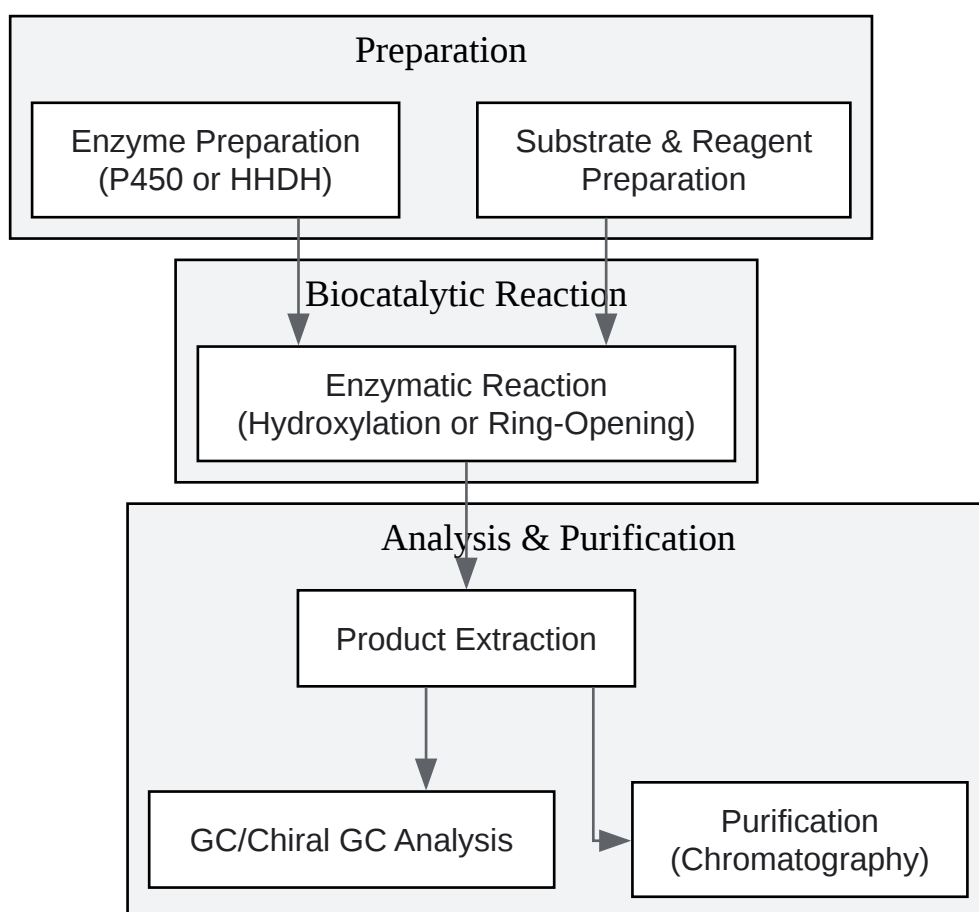 Preparation
Enzyme Preparation
(P450 or HHDH)
Substrate & Reagent
Preparation
Biocatalytic Reaction
Enzymatic Reaction
(Hydroxylation or Ring-Opening)
Analysis & Purification
Product Extraction
GC/Chiral GC Analysis
Purification
(Chromatography)